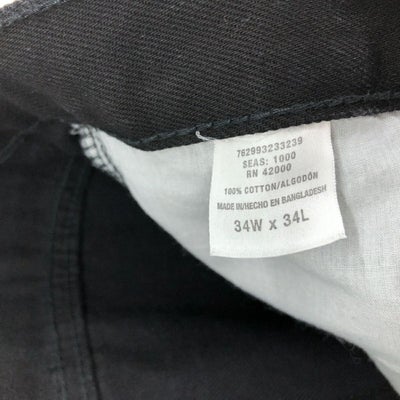 762993233239
SEAS: 1000
RN 42000
100% COTTON/ALGODÓN
MADE IN/HECHO EN BANGLADESH
34W x 34L